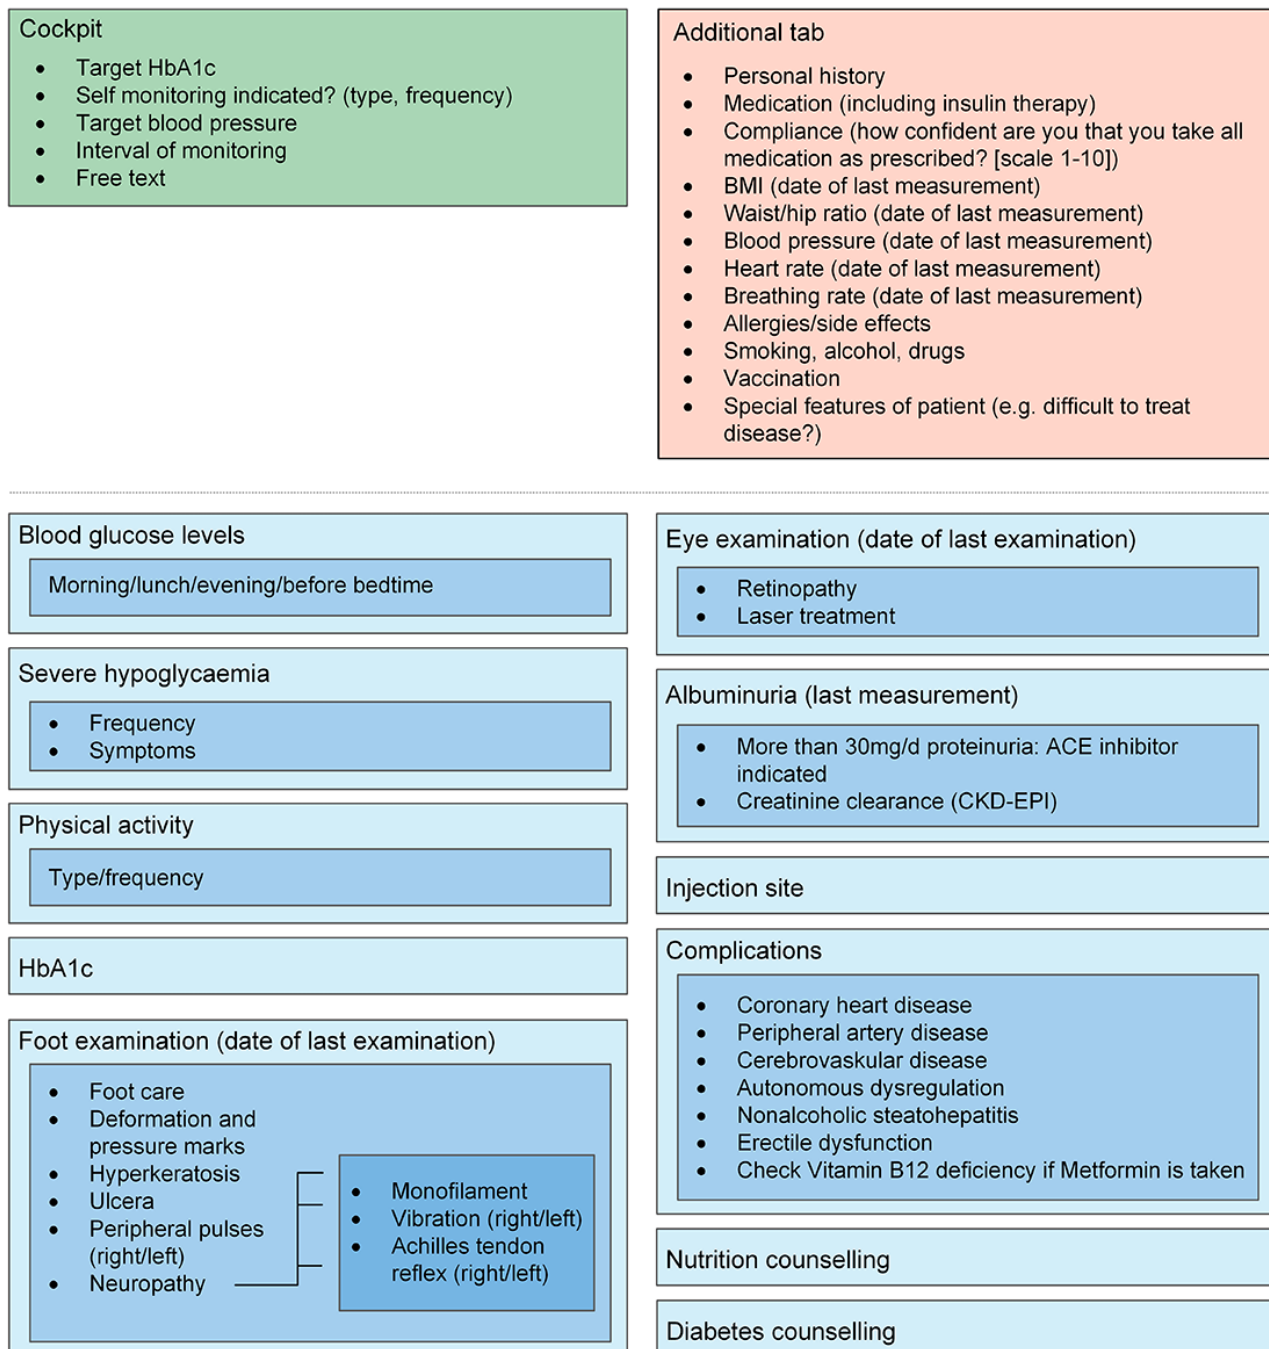 Cockpit
• Target HbA1c
• Self monitoring indicated? (type, frequency)
• Target blood pressure
• Interval of monitoring
• Free text
Additional tab
• Personal history
• Medication (including insulin therapy)
• Compliance (how confident are you that you take all
medication as prescribed? [scale 1-10])
• BMI (date of last measurement)
• Waist/hip ratio (date of last measurement)
• Blood pressure (date of last measurement)
• Heart rate (date of last measurement)
• Breathing rate (date of last measurement)
• Allergies/side effects
• Smoking, alcohol, drugs
• Vaccination
• Special features of patient (e.g. difficult to treat
disease?)
Blood glucose levels
Morning/lunch/evening/before bedtime
Severe hypoglycaemia
• Frequency
• Symptoms
Physical activity
Type/frequency
HbA1c
Foot examination (date of last examination)
• Foot care
• Deformation and
pressure marks
• Hyperkeratosis
• Ulcera
• Peripheral pulses
(right/left)
• Neuropathy
• Monofilament
• Vibration (right/left)
• Achilles tendon
reflex (right/left)
Eye examination (date of last examination)
• Retinopathy
• Laser treatment
Albuminuria (last measurement)
• More than 30mg/d proteinuria: ACE inhibitor
indicated
• Creatinine clearance (CKD-EPI)
Injection site
Complications
• Coronary heart disease
• Peripheral artery disease
• Cerebrovaskular disease
• Autonomous dysregulation
• Nonalcoholic steatohepatitis
• Erectile dysfunction
• Check Vitamin B12 deficiency if Metformin is taken
Nutrition counselling
Diabetes counselling